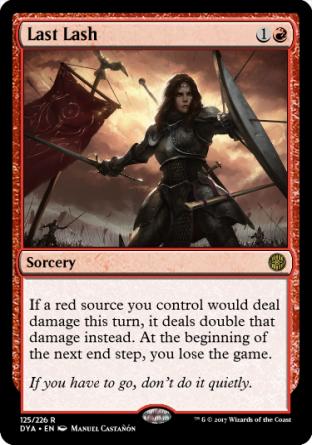 Last Lash 1
Sorcery
If a red source you control would deal
damage this turn, it deals double that
damage instead. At the beginning of
the next end step, you lose the game.
If you have to go, don't do it quietly.
125/226 R
DYA • EN Manuel Castañón
™ & © 2017 Wizards of the Coast